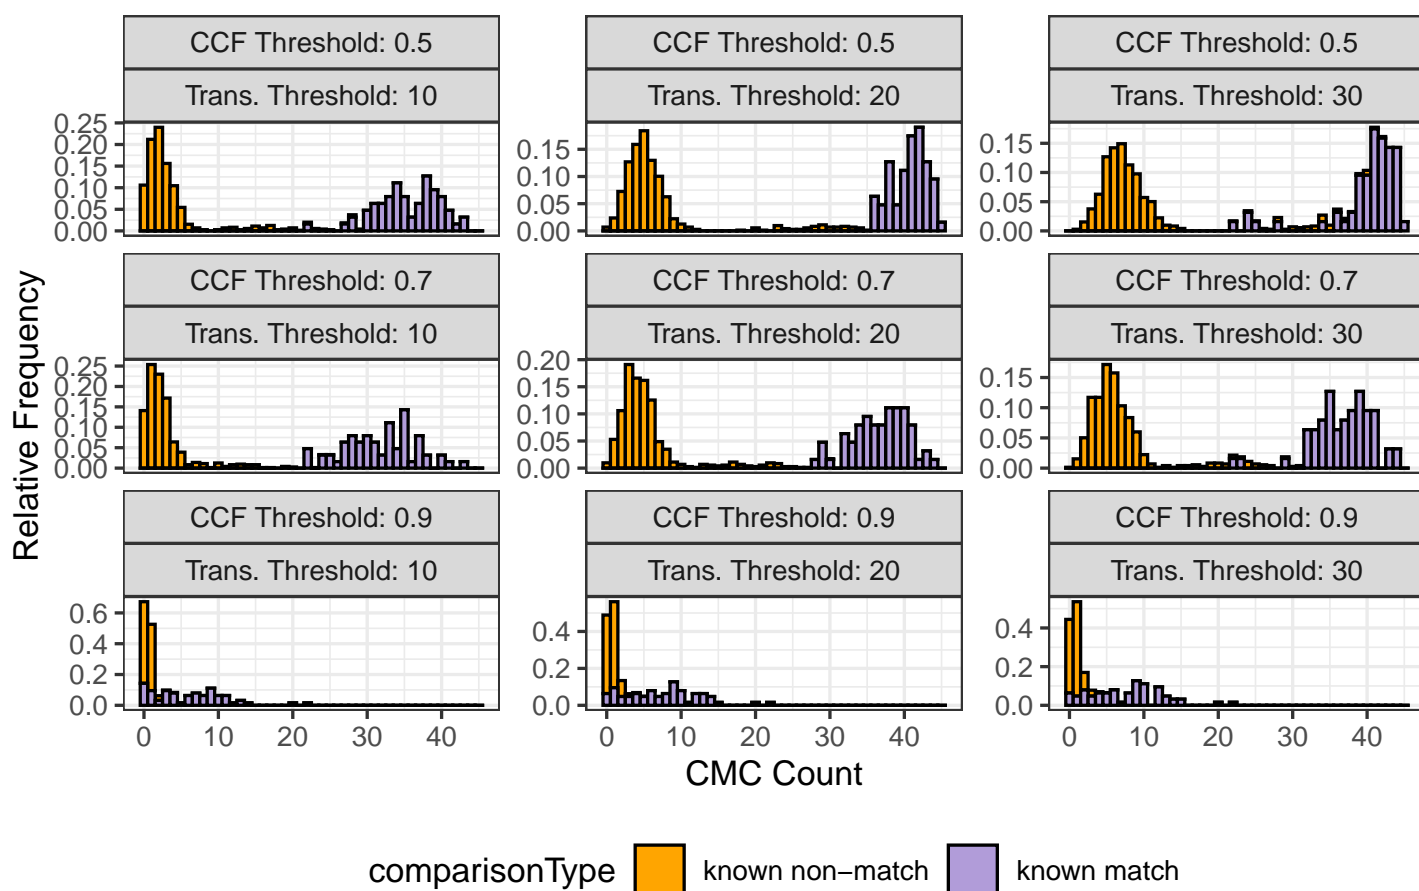 CCF Threshold: 0.5
CCF Threshold: 0.5
CCF Threshold: 0.5
Trans. Threshold: 10
Trans. Threshold: 20
Trans. Threshold: 30
0.25
0.20
0.15
0.10
0.05
0.00
0.15
0.10
0.05
0.00
0.15
0.10
0.05
0.00
CCF Threshold: 0.7
CCF Threshold: 0.7
CCF Threshold: 0.7
Trans. Threshold: 10
Trans. Threshold: 20
Trans. Threshold: 30
0.25
0.20
0.15
0.10
0.05
0.00
0.20
0.15
0.10
0.05
0.00
0.15
0.10
0.05
0.00
CCF Threshold: 0.9
CCF Threshold: 0.9
CCF Threshold: 0.9
Trans. Threshold: 10
Trans. Threshold: 20
Trans. Threshold: 30
0.6
0.4
0.2
0.0
0.4
0.2
0.0
0.4
0.2
0.0
0 10 20 30 40
0 10 20 30 40
0 10 20 30 40
Relative Frequency
CMC Count
comparisonType known non−match known match